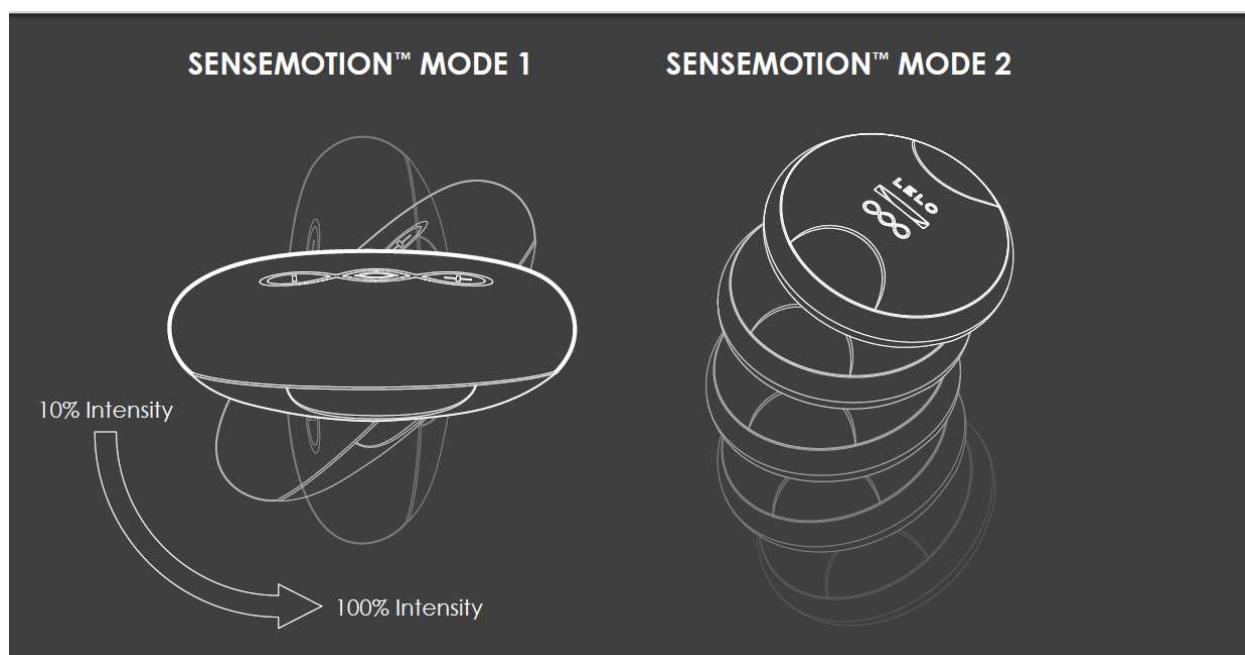 SENSEMOTION™ MODE 1
SENSEMOTION™ MODE 2
LELO
10% Intensity
100% Intensity